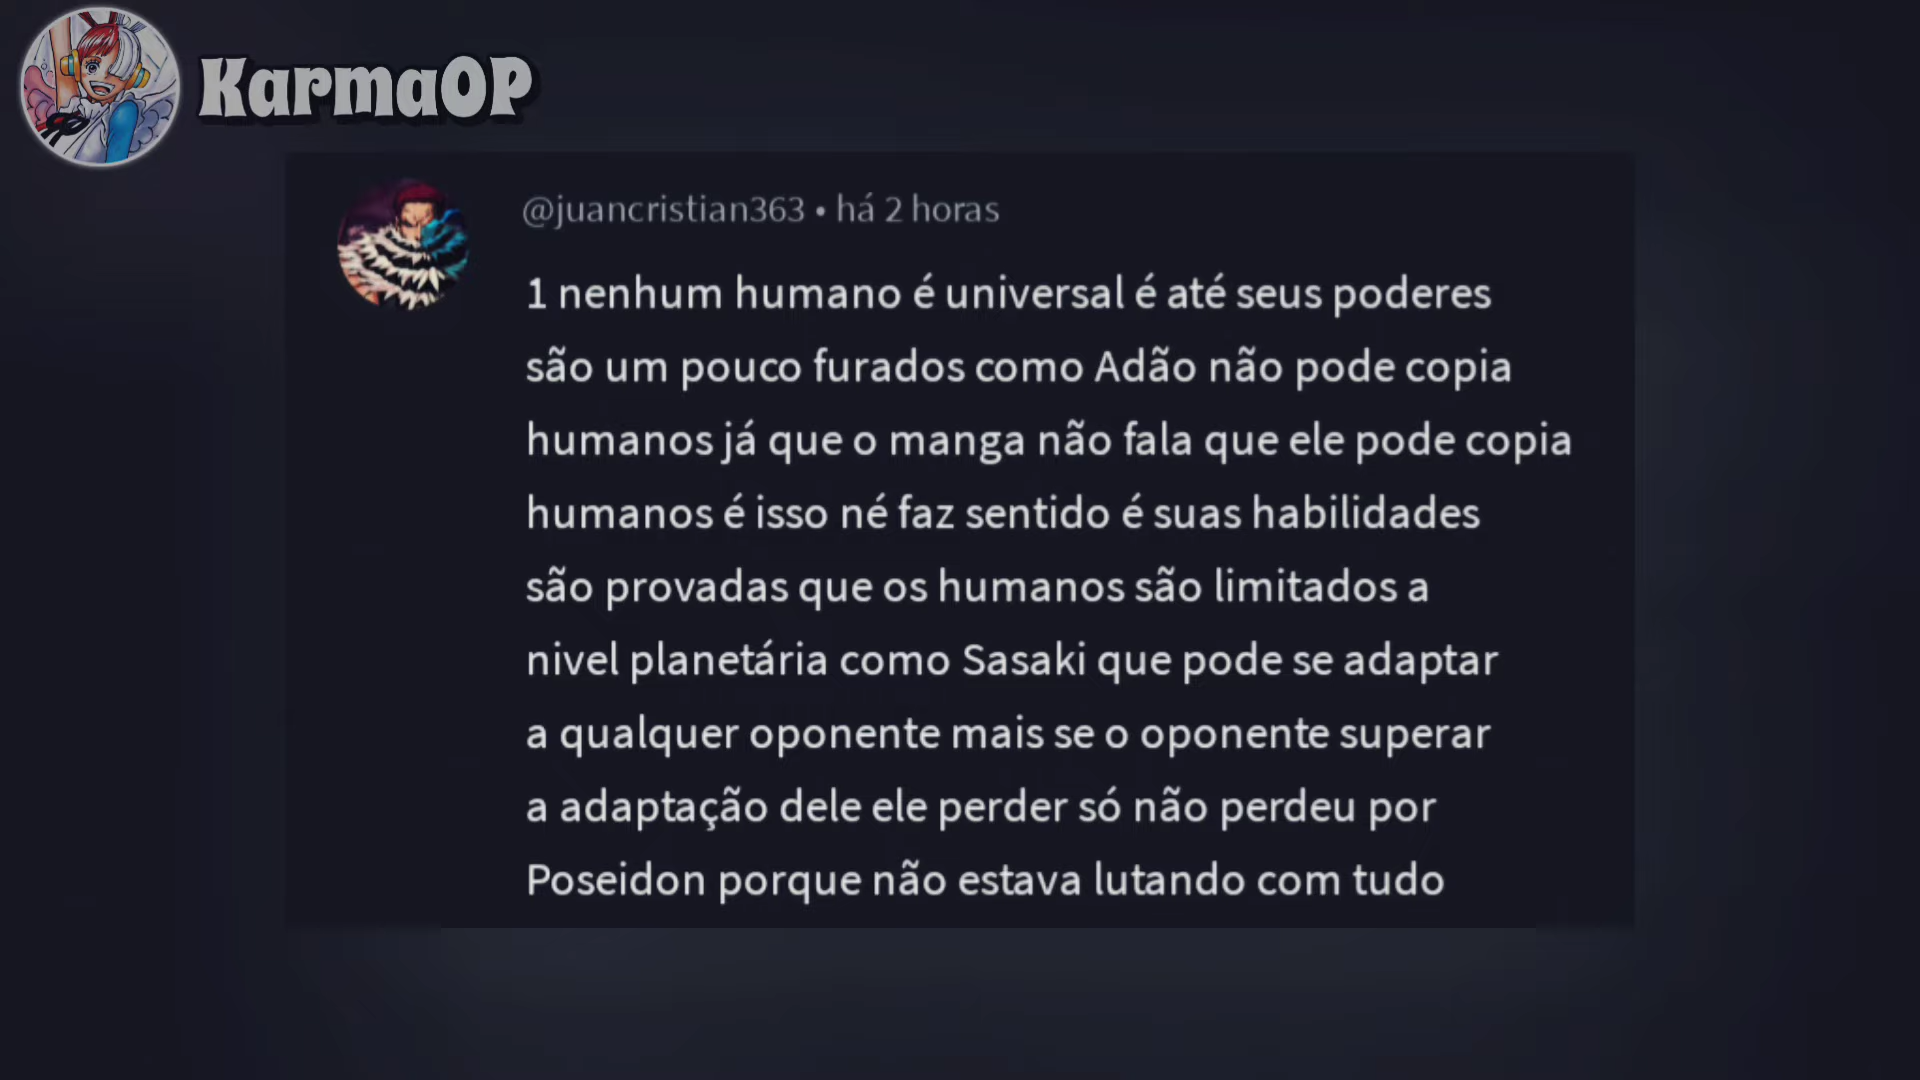 KarmaOP
@juancristian363 • há 2 horas
1 nenhum humano é universal é até seus poderes
são um pouco furados como Adão não pode copia
humanos já que o manga não fala que ele pode copia
humanos é isso né faz sentido é suas habilidades
são provadas que os humanos são limitados a
nivel planetária como Sasaki que pode se adaptar
a qualquer oponente mais se o oponente superar
a adaptação dele ele perder só não perdeu por
Poseidon porque não estava lutando com tudo